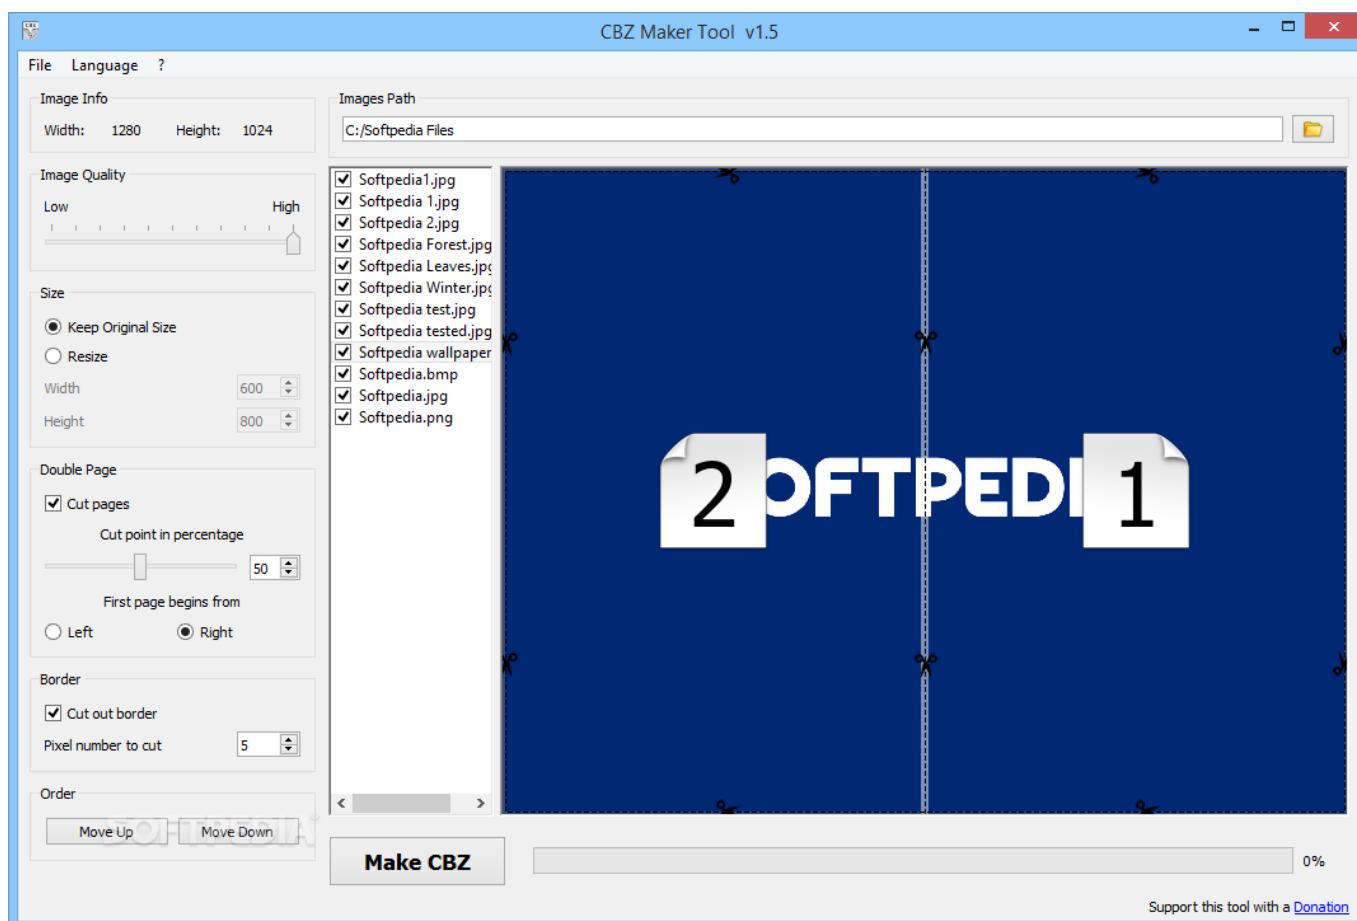 CBZ Maker Tool v1.5
File Language ?
Image Info
Width: 1280 Height: 1024
Image Quality
Low High
Size
Keep Original Size
Resize
Width 600
Height 800
Double Page
Cut pages
Cut point in percentage
50
First page begins from
Left Right
Border
Cut out border
Pixel number to cut 5
Order
Move Up Move Down
SOFTPEDIA
Images Path
C:/Softpedia Files
Softpedia1.jpg
Softpedia 1.jpg
Softpedia 2.jpg
Softpedia Forest.jpg
Softpedia Leaves.jpg
Softpedia Winter.jpg
Softpedia test.jpg
Softpedia tested.jpg
Softpedia wallpaper
Softpedia.bmp
Softpedia.jpg
Softpedia.png
2 OFTPEDI 1
Make CBZ
0%
Support this tool with a Donation